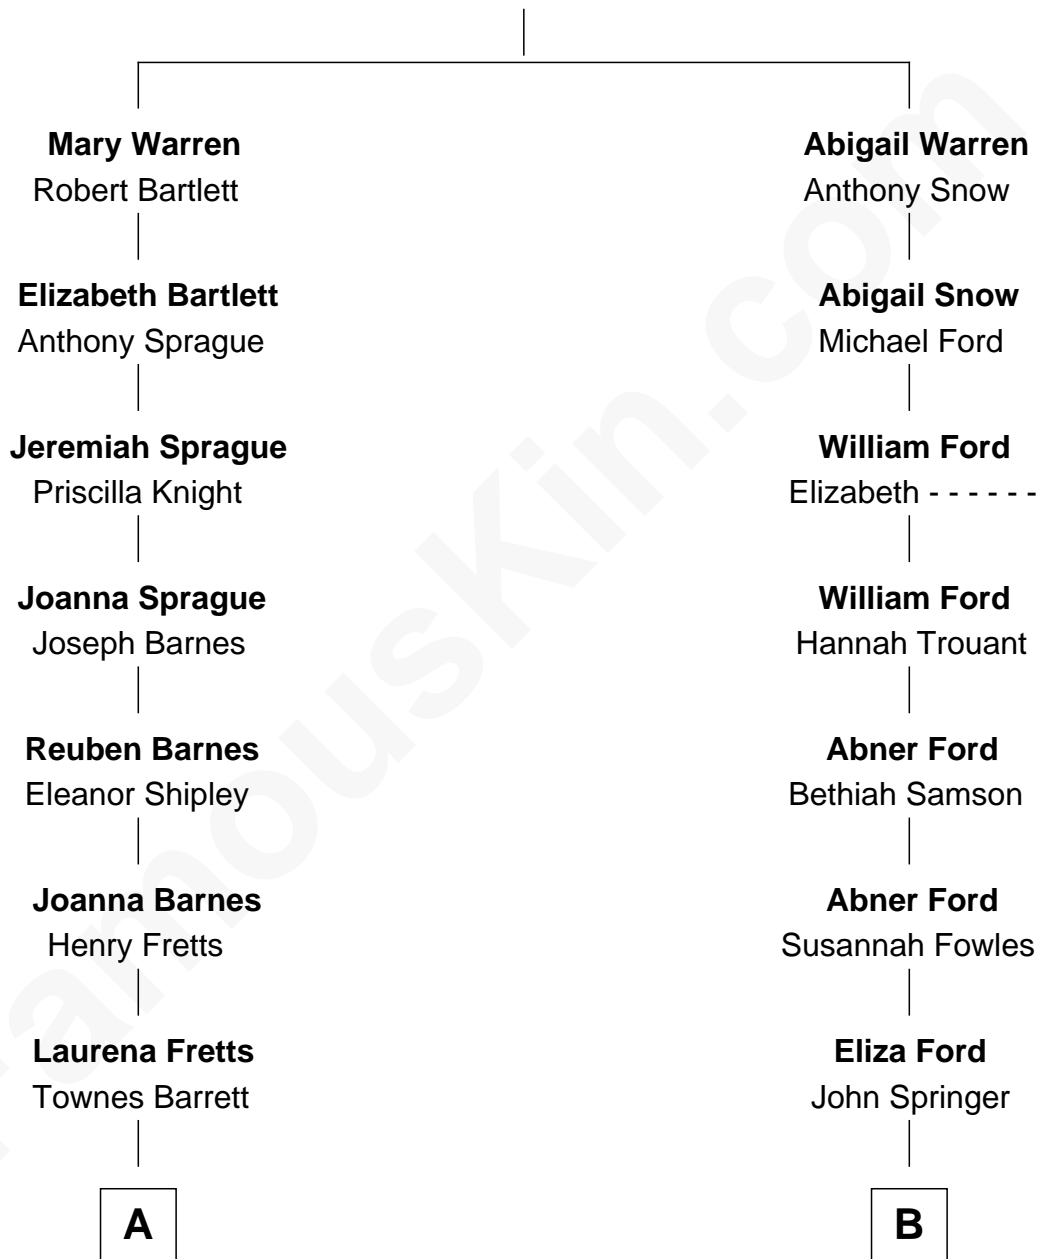 Mary Warren
Robert Bartlett
Elizabeth Bartlett
Anthony Sprague
Jeremiah Sprague
Priscilla Knight
Joanna Sprague
Joseph Barnes
Reuben Barnes
Eleanor Shipley
Joanna Barnes
Henry Fretts
Laurena Fretts
Townes Barrett
A
Abigail Warren
Anthony Snow
Abigail Snow
Michael Ford
William Ford
Elizabeth - - - - - -
William Ford
Hannah Trouant
Abner Ford
Bethiah Samson
Abner Ford
Susannah Fowles
Eliza Ford
John Springer
B
FamousKin.com